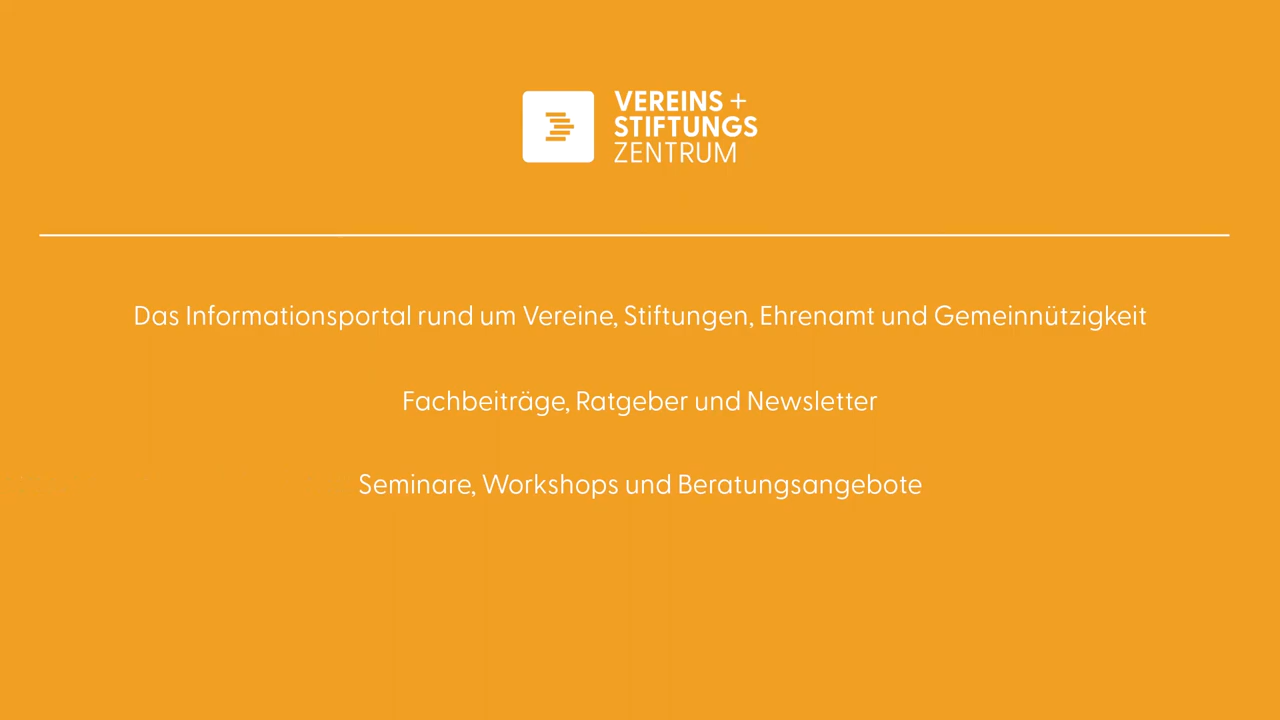 VEREINS +
STIFTUNGS
ZENTRUM
Das Informationsportal rund um Vereine, Stiftungen, Ehrenamt und Gemeinnützigkeit
Fachbeiträge, Ratgeber und Newsletter
Seminare, Workshops und Beratungsangebote